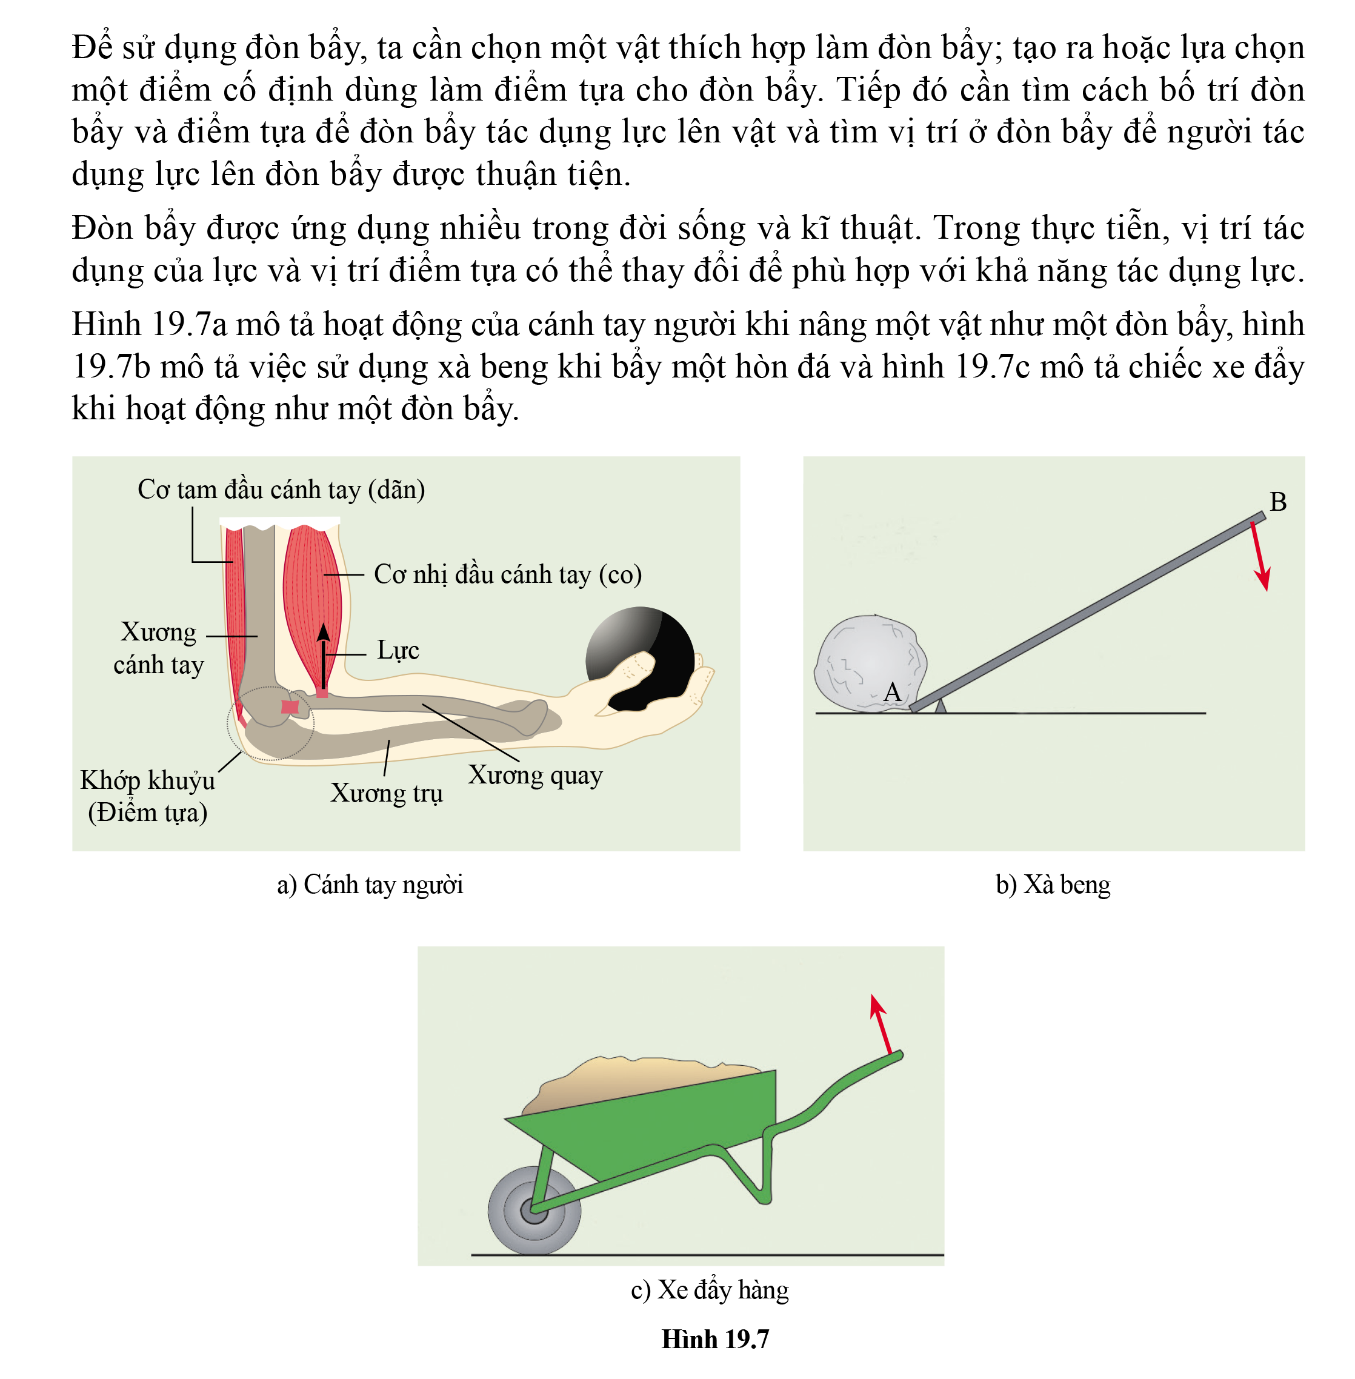 Để sử dụng đòn bẩy, ta cần chọn một vật thích hợp làm đòn bẩy; tạo ra hoặc lựa chọn
một điểm cố định dùng làm điểm tựa cho đòn bẩy. Tiếp đó cần tìm cách bố trí đòn
bẩy và điểm tựa để đòn bẩy tác dụng lực lên vật và tìm vị trí ở đòn bẩy để người tác
dụng lực lên đòn bẩy được thuận tiện.
Đòn bẩy được ứng dụng nhiều trong đời sống và kĩ thuật. Trong thực tiễn, vị trí tác
dụng của lực và vị trí điểm tựa có thể thay đổi để phù hợp với khả năng tác dụng lực.
Hình 19.7a mô tả hoạt động của cánh tay người khi nâng một vật như một đòn bẩy, hình
19.7b mô tả việc sử dụng xà beng khi bẩy một hòn đá và hình 19.7c mô tả chiếc xe đẩy
khi hoạt động như một đòn bẩy.
Cơ tam đầu cánh tay (dãn)
Cơ nhị đầu cánh tay (co)
Xương
cánh tay
Lực
Khớp khuỷu
(Điểm tựa)
Xương trụ
Xương quay
a) Cánh tay người
B
A
b) Xà beng
c) Xe đẩy hàng
Hình 19.7